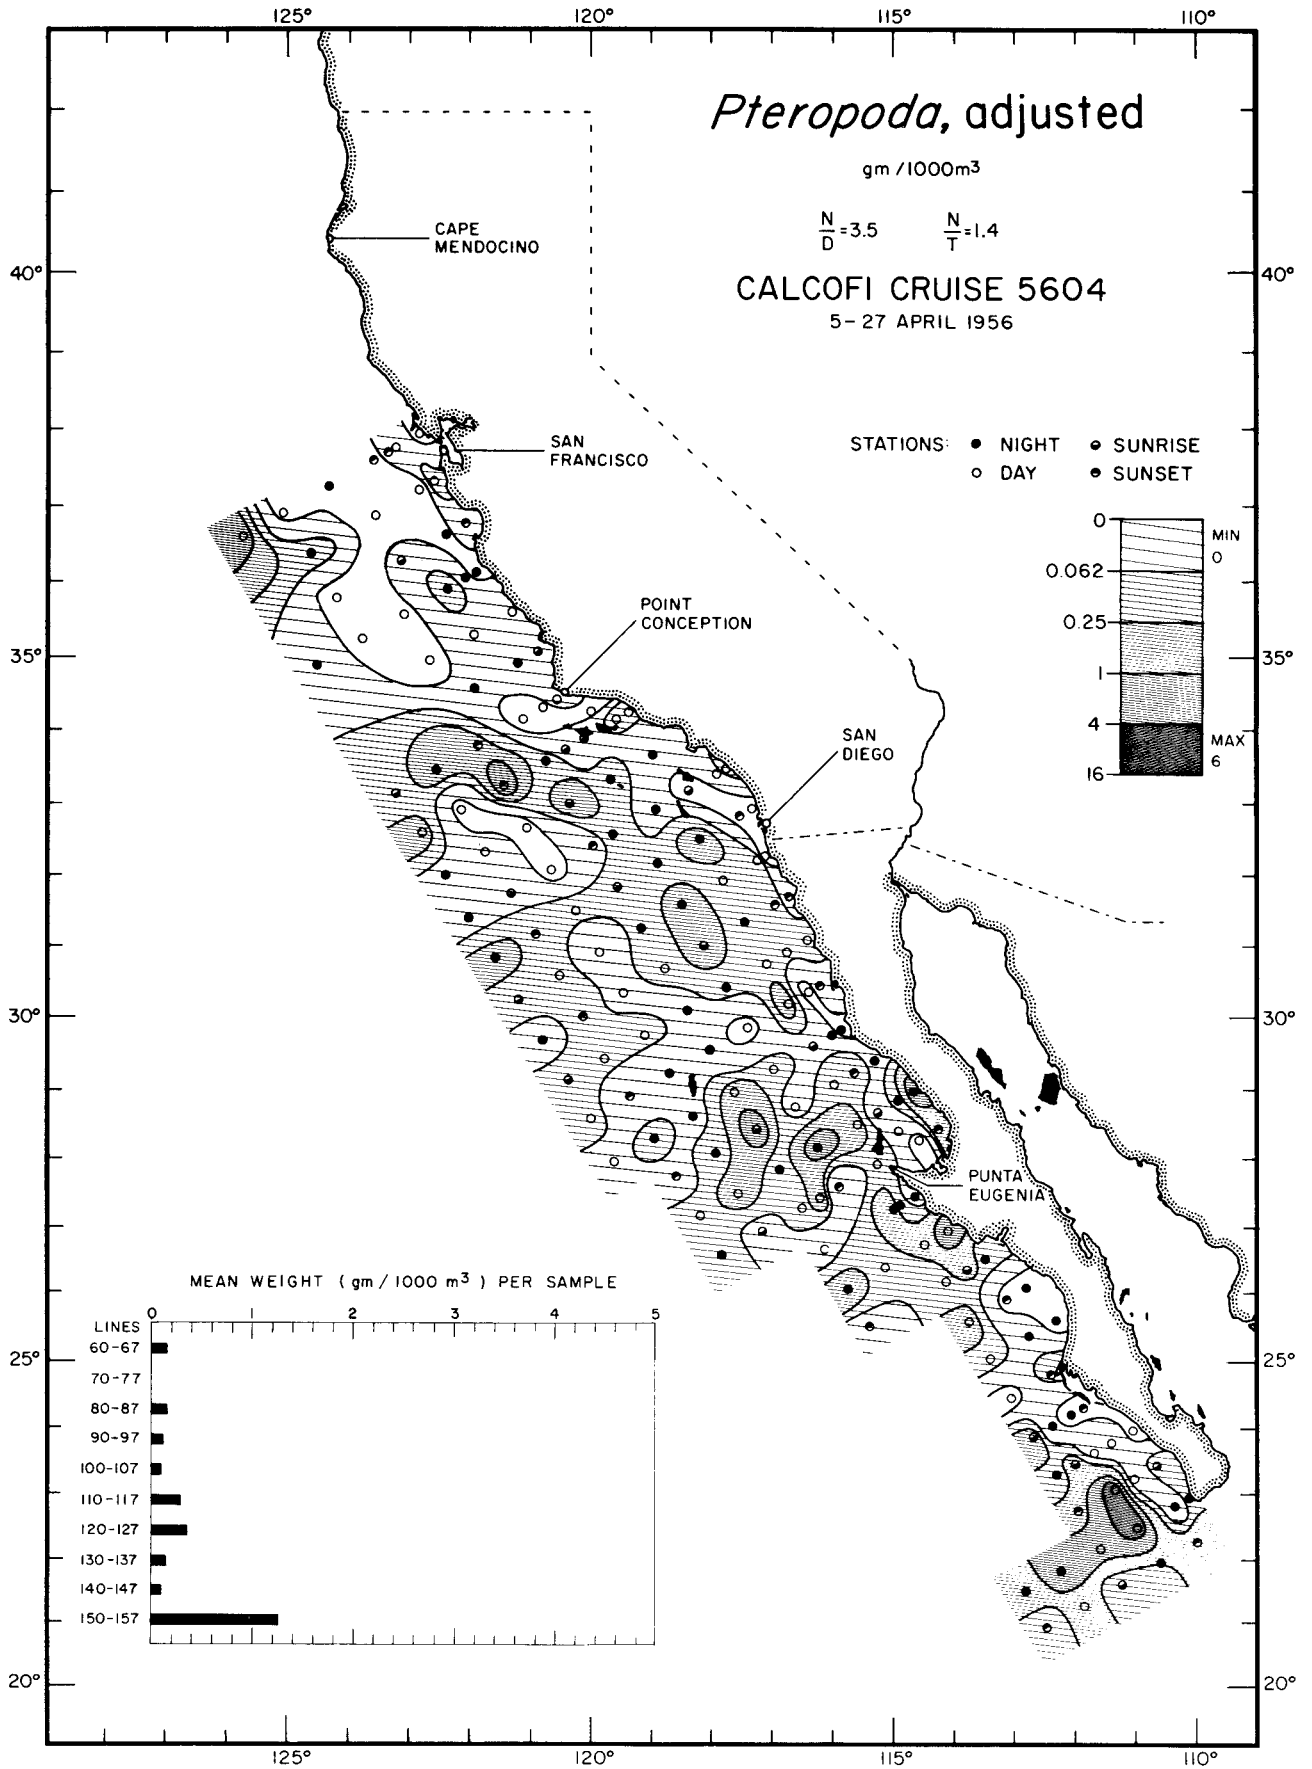 125° 120° 115° 110°
Pteropoda, adjusted
gm/1000m³
N/D=3.5 N/T=1.4
CALCOFI CRUISE 5604
5-27 APRIL 1956
CAPE
MENDOCINO
40° 40°
SAN
FRANCISCO
STATIONS: ● NIGHT SUNRISE
○ DAY SUNSET
0 MIN
0
0.062
0.25
1
4 MAX
6
16
POINT
CONCEPTION
35° 35°
SAN
DIEGO
30° 30°
PUNTA
EUGENIA
MEAN WEIGHT (gm/1000 m³) PER SAMPLE
0 1 2 3 4 5
LINES
60-67
70-77
80-87
90-97
100-107
110-117
120-127
130-137
140-147
150-157
25° 25°
20° 20°
125° 120° 115° 110°